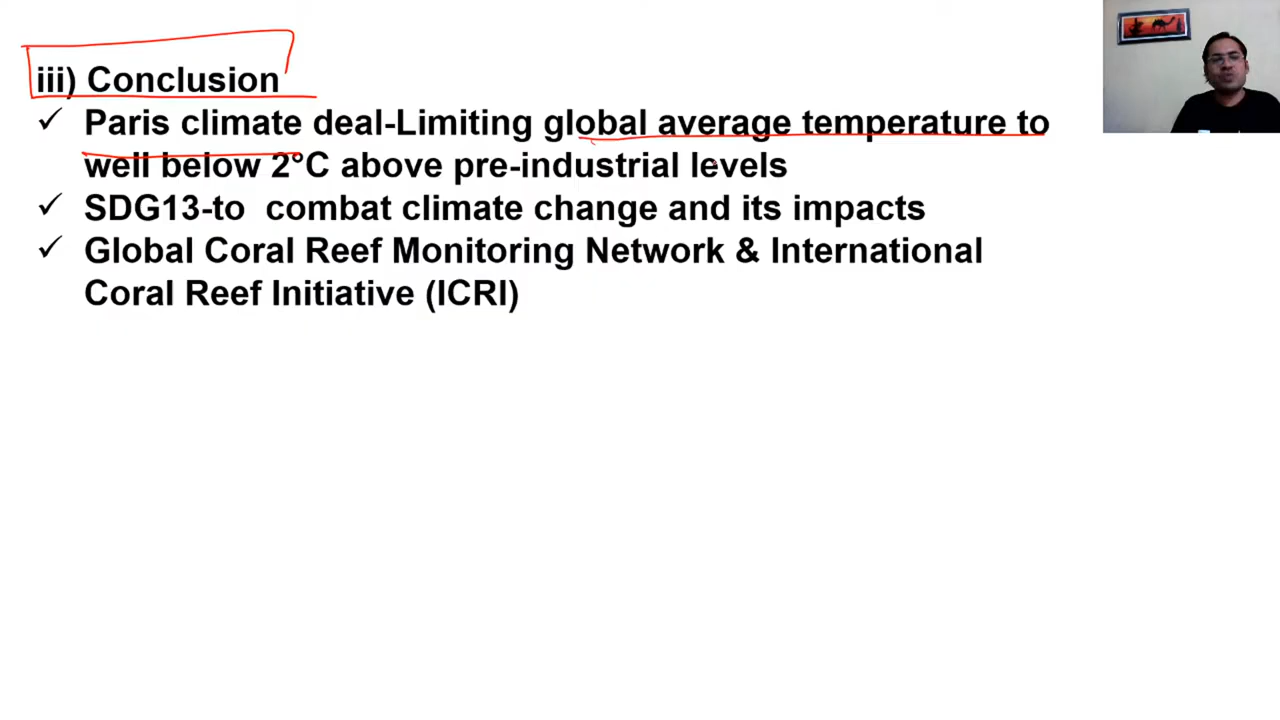 iii) Conclusion
✓ Paris climate deal-Limiting global average temperature to
well below 2°C above pre-industrial levels
✓ SDG13-to combat climate change and its impacts
✓ Global Coral Reef Monitoring Network & International
Coral Reef Initiative (ICRI)